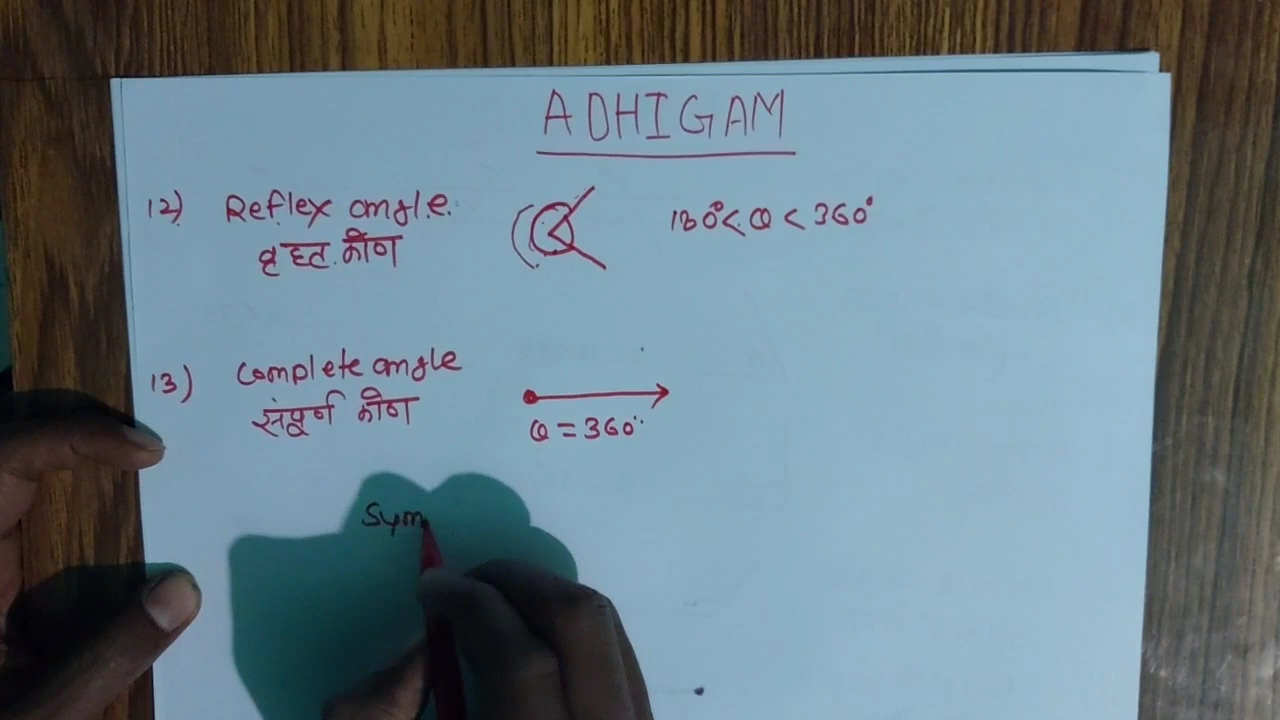 ADHIGAM
12) Reflex angle. 180° < θ < 360°
वृहत कोण
13) Complete angle
संपूर्ण कोण
θ = 360°
Sym